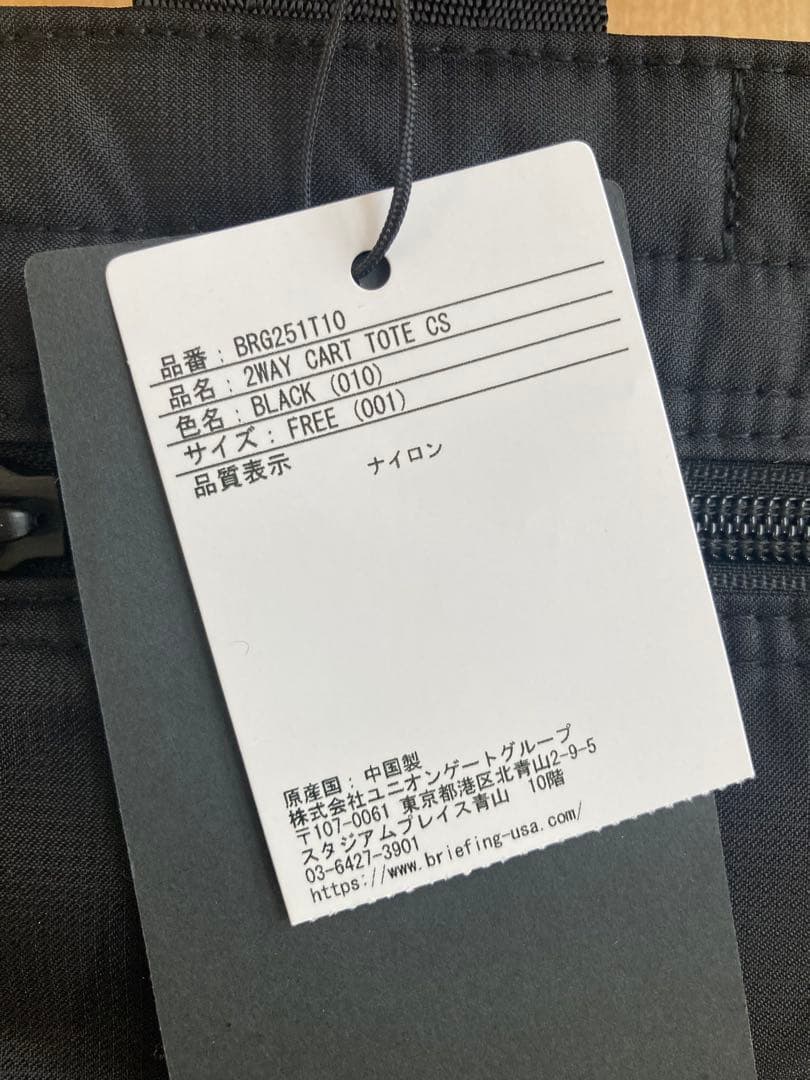 品番：BRG251T10
品名：2WAY CART TOTE CS
色名：BLACK (010)
サイズ：FREE (001)
品質表示 ナイロン
原産国：中国製
株式会社ユニオンゲートグループ
〒107-0061 東京都港区北青山2-9-5
スタジアムプレイス青山 10階
03-6427-3901
https://www.briefing-usa.com/